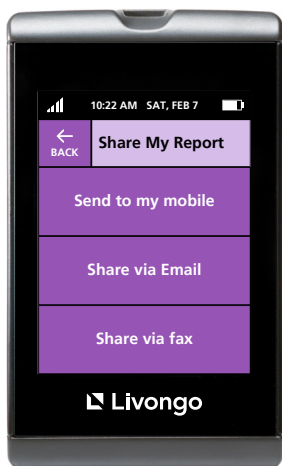 10:22 AM SAT, FEB 7
← BACK
Share My Report
Send to my mobile
Share via Email
Share via fax
Livongo